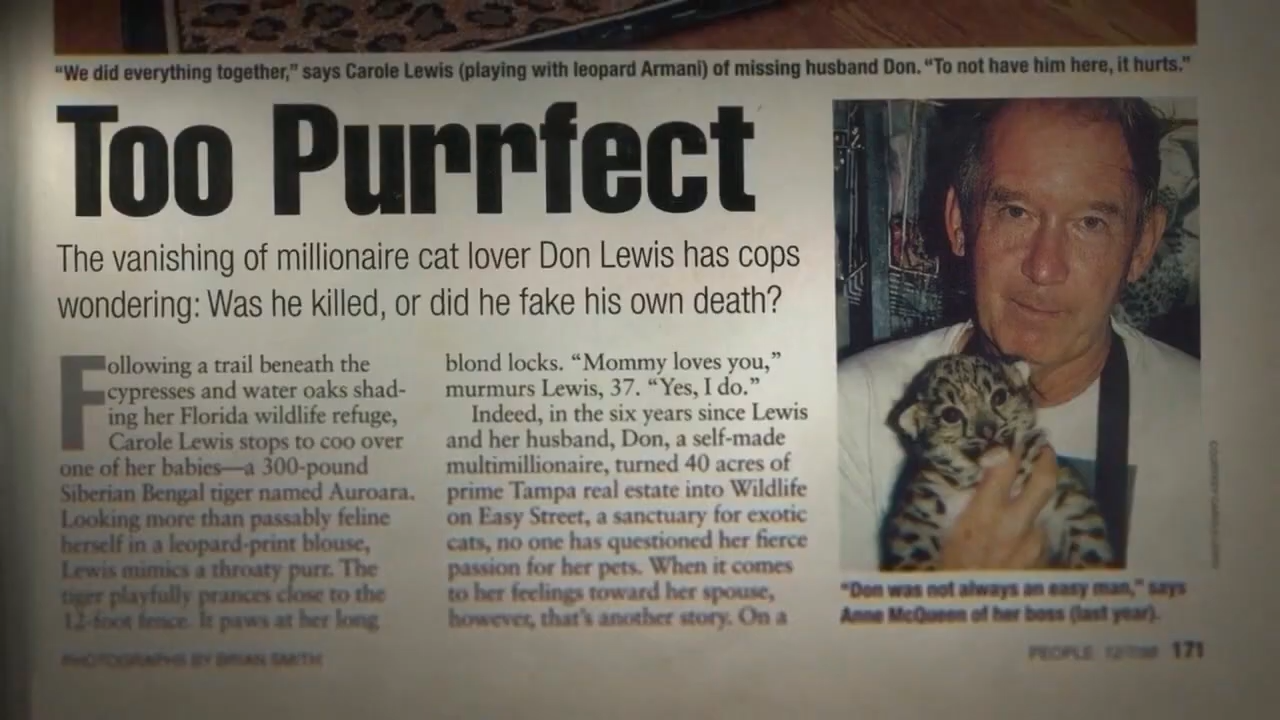 “We did everything together,” says Carole Lewis (playing with leopard Armani) of missing husband Don. “To not have him here, it hurts.”
Too Purrfect
The vanishing of millionaire cat lover Don Lewis has cops
wondering: Was he killed, or did he fake his own death?
Following a trail beneath the
cypresses and water oaks shad-
ing her Florida wildlife refuge,
Carole Lewis stops to coo over
one of her babies—a 300-pound
Siberian Bengal tiger named Auroara.
Looking more than passably feline
herself in a leopard-print blouse,
Lewis mimics a throaty purr. The
tiger playfully prances close to the
12-foot fence. It paws at her long
blond locks. “Mommy loves you,”
murmurs Lewis, 37. “Yes, I do.”
Indeed, in the six years since Lewis
and her husband, Don, a self-made
multimillionaire, turned 40 acres of
prime Tampa real estate into Wildlife
on Easy Street, a sanctuary for exotic
cats, no one has questioned her fierce
passion for her pets. When it comes
to her feelings toward her spouse,
however, that’s another story. On a
“Don was not always an easy man,” says
Anne McQueen of her boss (last year).
PHOTOGRAPHS BY BRIAN SMITH
PEOPLE 171